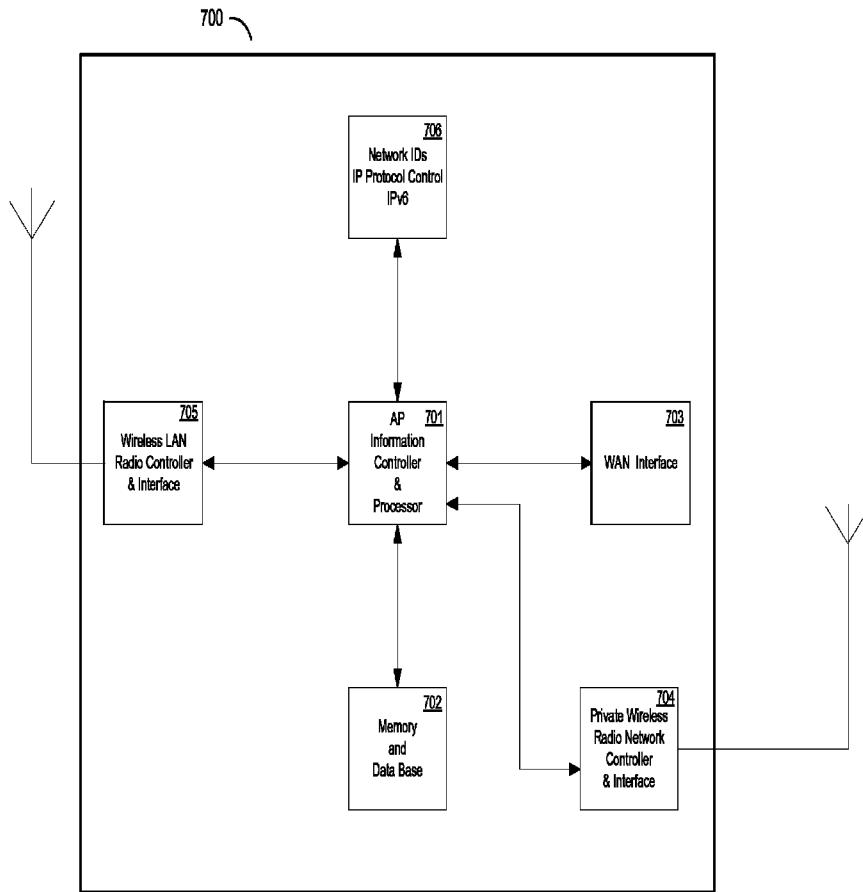 700
706
Network IDs
IP Protocol Control
IPv6
705
Wireless LAN
Radio Controller
& Interface
701
AP
Information
Controller
&
Processor
703
WAN Interface
702
Memory
and
Data Base
704
Private Wireless
Radio Network
Controller
& Interface